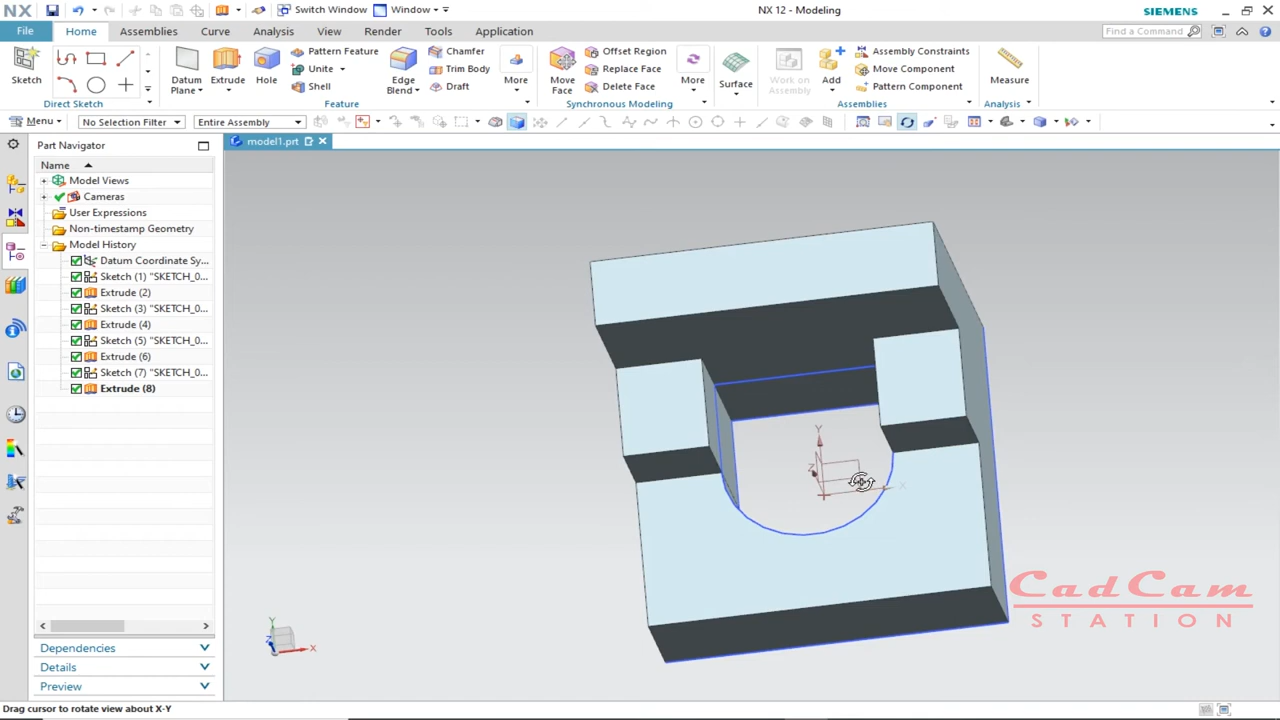 NX Switch Window Window NX 12 - Modeling SIEMENS
File Home Assemblies Curve Analysis View Render Tools Application Find a Command
Sketch Datum Plane Extrude Hole Pattern Feature Unite Shell Edge Blend Chamfer Trim Body Draft More Move Face Offset Region Replace Face Delete Face More Surface Work on Assembly Add Assembly Constraints Move Component Pattern Component Measure
Direct Sketch Feature Synchronous Modeling Assemblies Analysis
Menu No Selection Filter Entire Assembly
Part Navigator model1.prt
Name
Model Views
Cameras
User Expressions
Non-timestamp Geometry
Model History
Datum Coordinate Sy...
Sketch (1) "SKETCH_0...
Extrude (2)
Sketch (3) "SKETCH_0...
Extrude (4)
Sketch (5) "SKETCH_0...
Extrude (6)
Sketch (7) "SKETCH_0...
Extrude (8)
Y
Z
X
CadCam
STATION
Y
Z
X
Dependencies
Details
Preview
Drag cursor to rotate view about X-Y